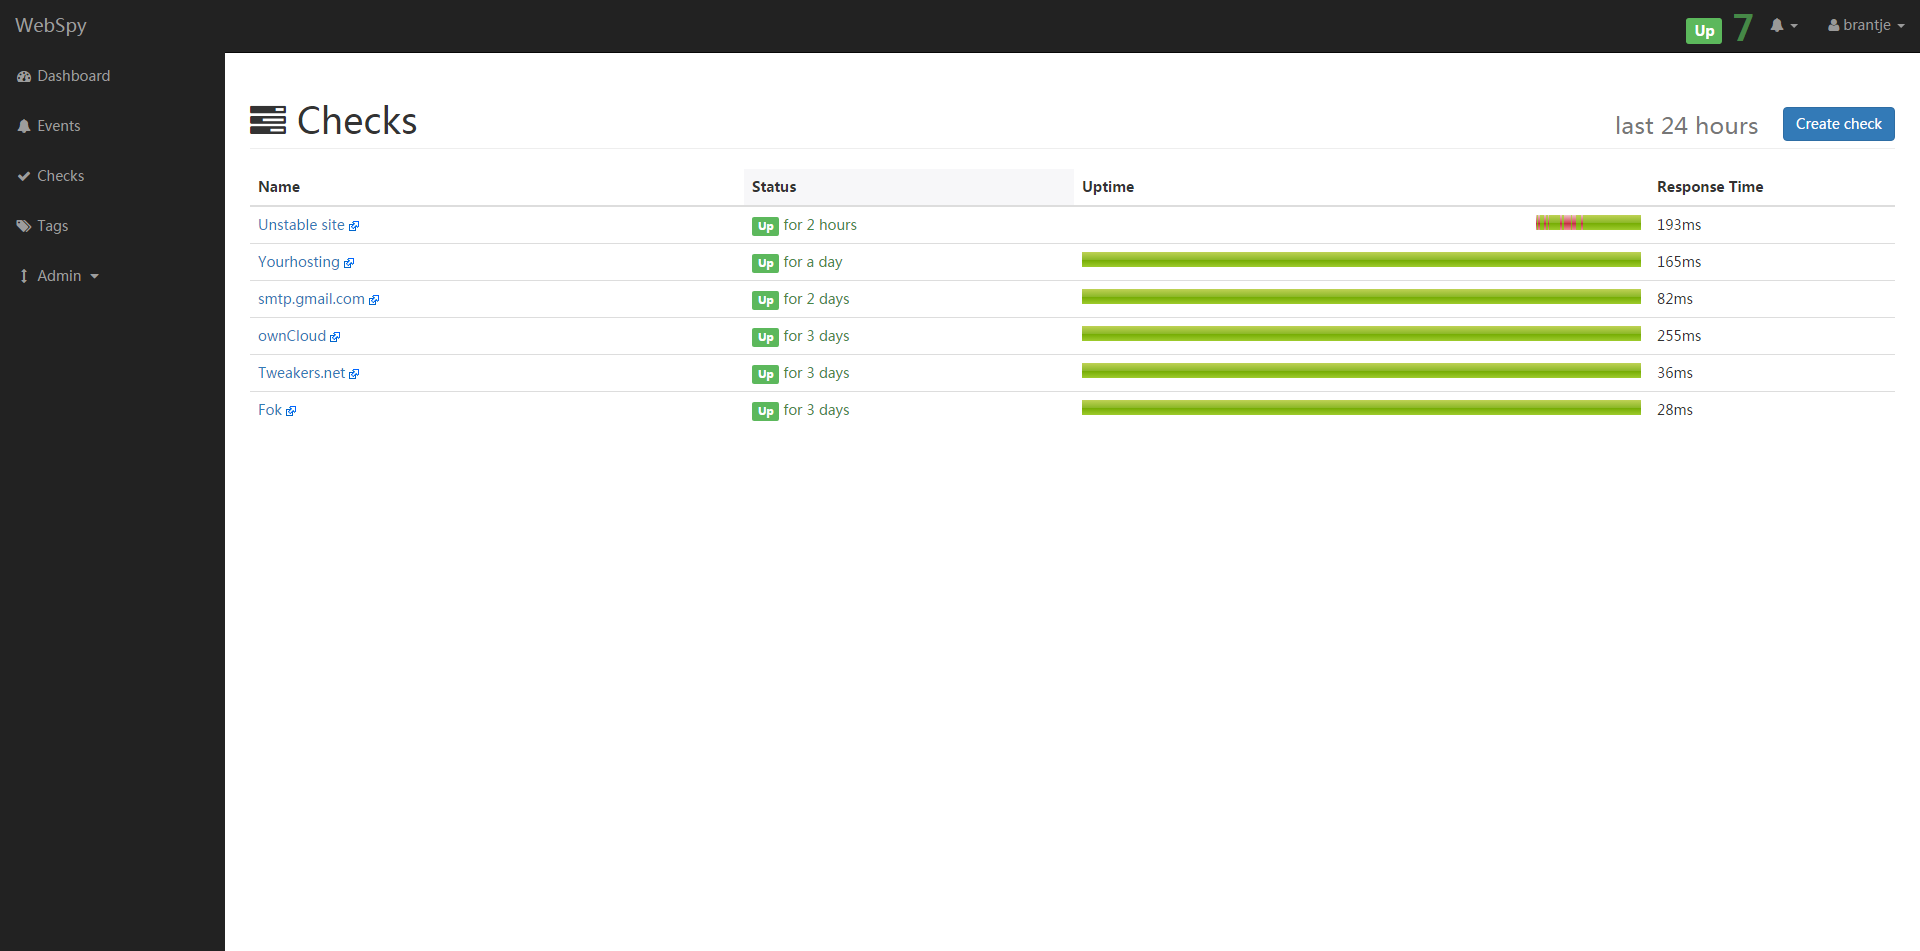 WebSpy
Up 7 brantje
Dashboard
Events
Checks
Tags
Admin
Checks
last 24 hours Create check
Name Status Uptime Response Time
Unstable site Up for 2 hours 193ms
Yourhosting Up for a day 165ms
smtp.gmail.com Up for 2 days 82ms
ownCloud Up for 3 days 255ms
Tweakers.net Up for 3 days 36ms
Fok Up for 3 days 28ms